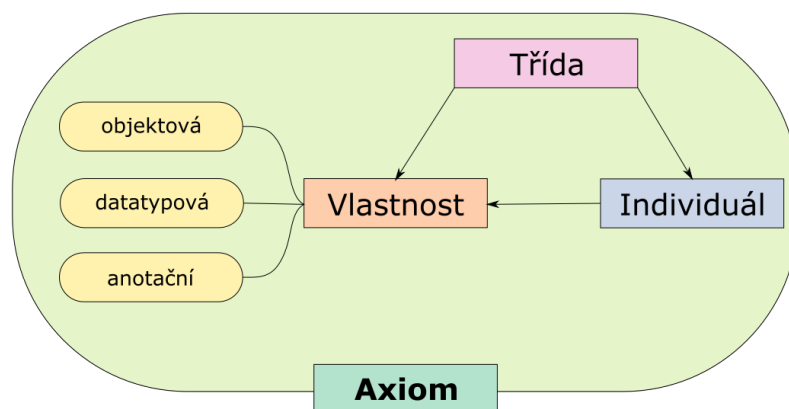 Třída
objektová
datatypová
Vlastnost
Individuál
anotační
Axiom